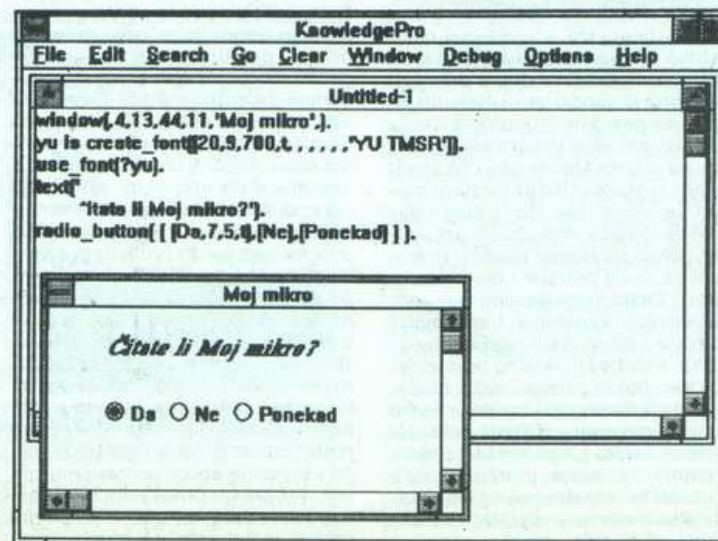 KnowledgePro
File Edit Search Go Clear Window Debug Options Help
Untitled-1
window(,4,13,44,11,'Moj mikro',).
yu is create_font([20,9,700,t, , , , , ,'YU TMSR']).
use_font(?yu).
text('
^itate li Moj mikro?').
radio_button( [ [Da,7,5,t],[Ne],[Ponekad] ] ).
Moj mikro
Čitate li Moj mikro?
Da Ne Ponekad